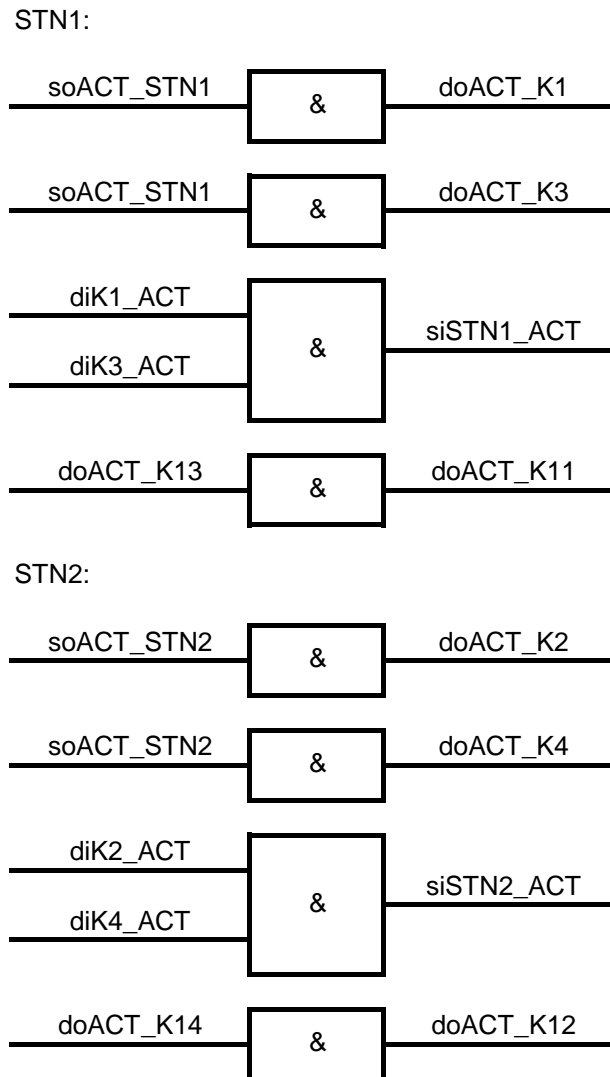 STN1:
soACT_STN1 & doACT_K1
soACT_STN1 & doACT_K3
diK1_ACT
& siSTN1_ACT
diK3_ACT
doACT_K13 & doACT_K11
STN2:
soACT_STN2 & doACT_K2
soACT_STN2 & doACT_K4
diK2_ACT
& siSTN2_ACT
diK4_ACT
doACT_K14 & doACT_K12